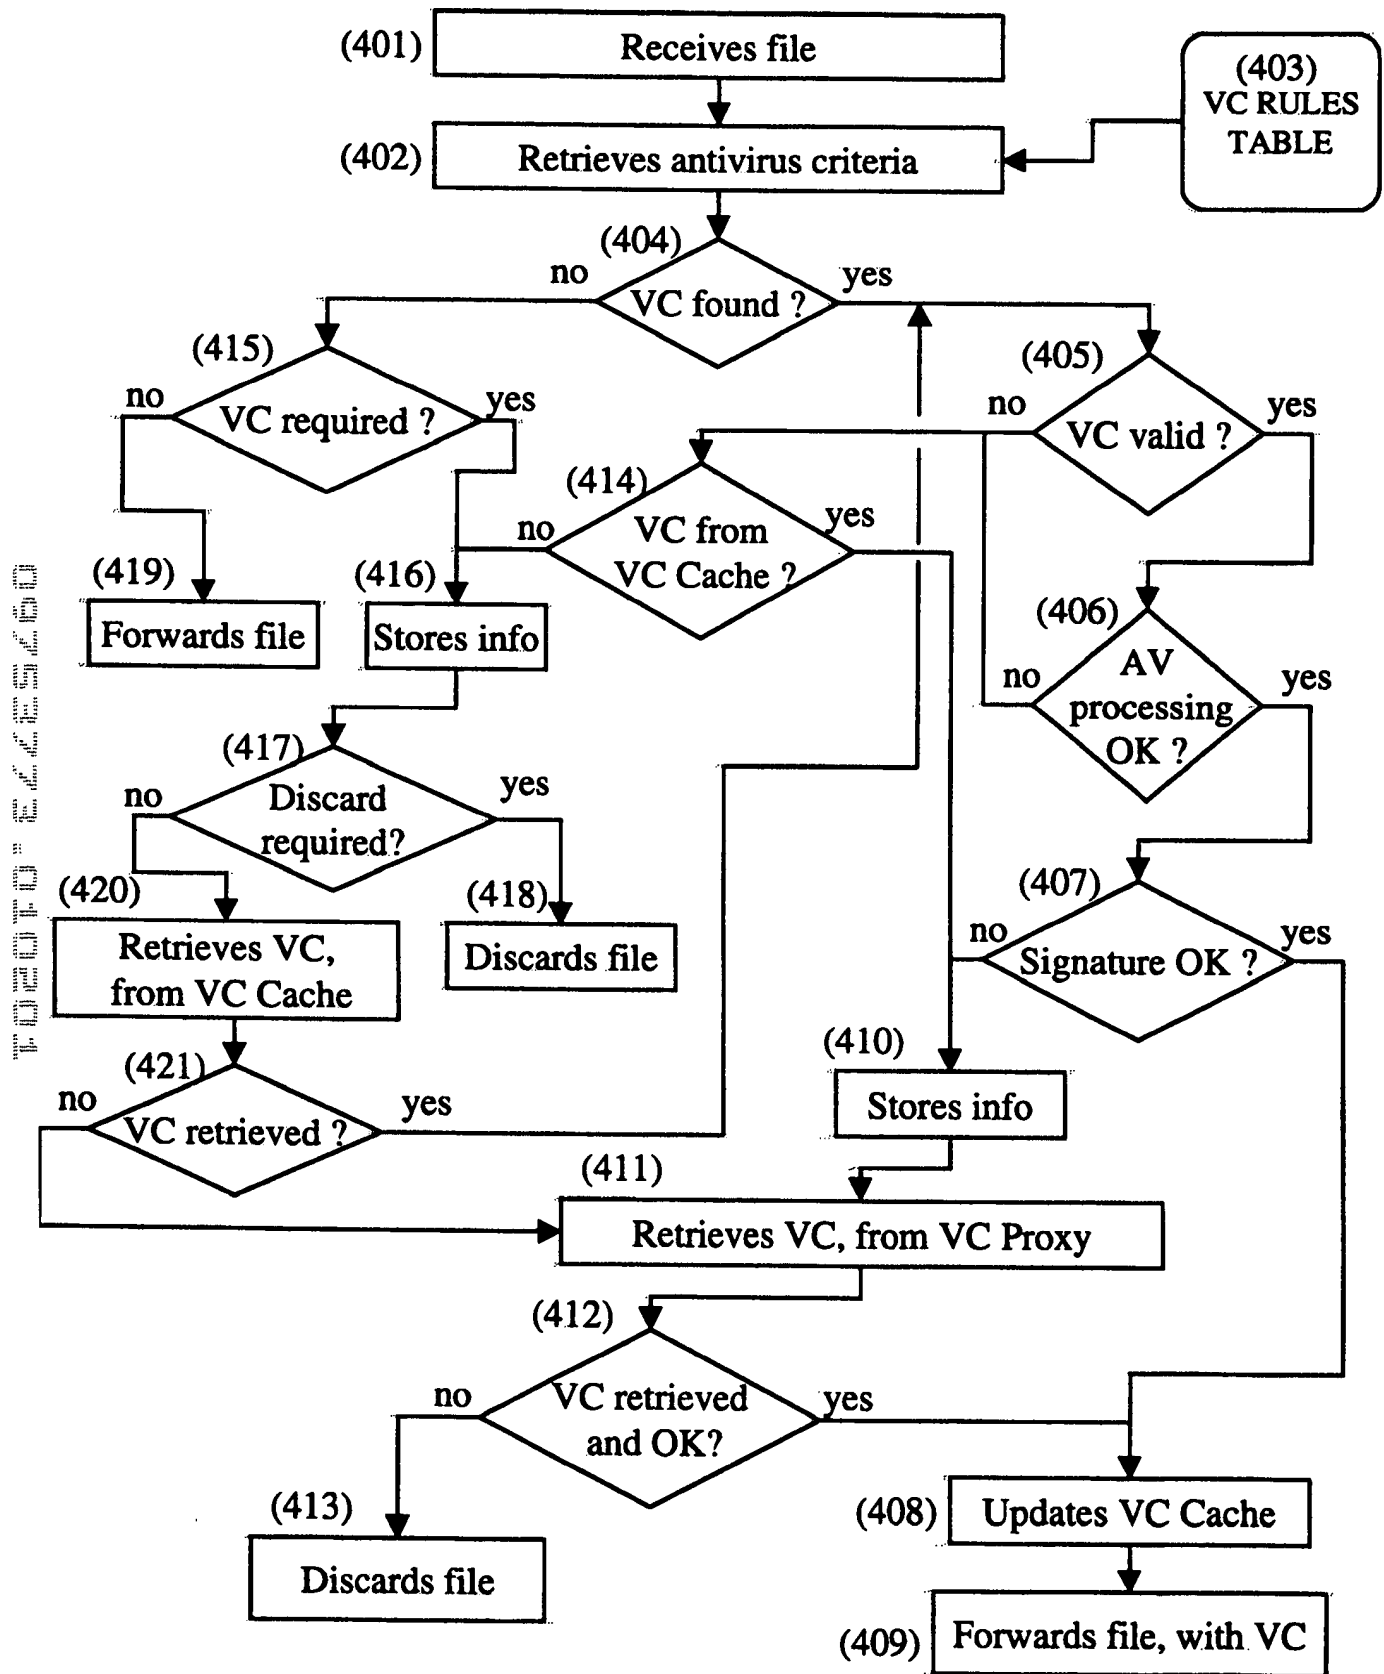 (401)
Receives file
(403)
VC RULES
TABLE
(402)
Retrieves antivirus criteria
(404)
no
VC found ?
yes
(415)
no
VC required ?
yes
(405)
no
VC valid ?
yes
(414)
no
VC from
VC Cache ?
yes
(419)
Forwards file
(416)
Stores info
(406)
no
AV
processing
OK ?
yes
(417)
no
Discard
required?
yes
(420)
Retrieves VC,
from VC Cache
(418)
Discards file
(407)
no
Signature OK ?
yes
(421)
no
VC retrieved ?
yes
(410)
Stores info
(411)
Retrieves VC, from VC Proxy
(412)
no
VC retrieved
and OK?
yes
(413)
Discards file
(408)
Updates VC Cache
(409)
Forwards file, with VC
09753773.010201